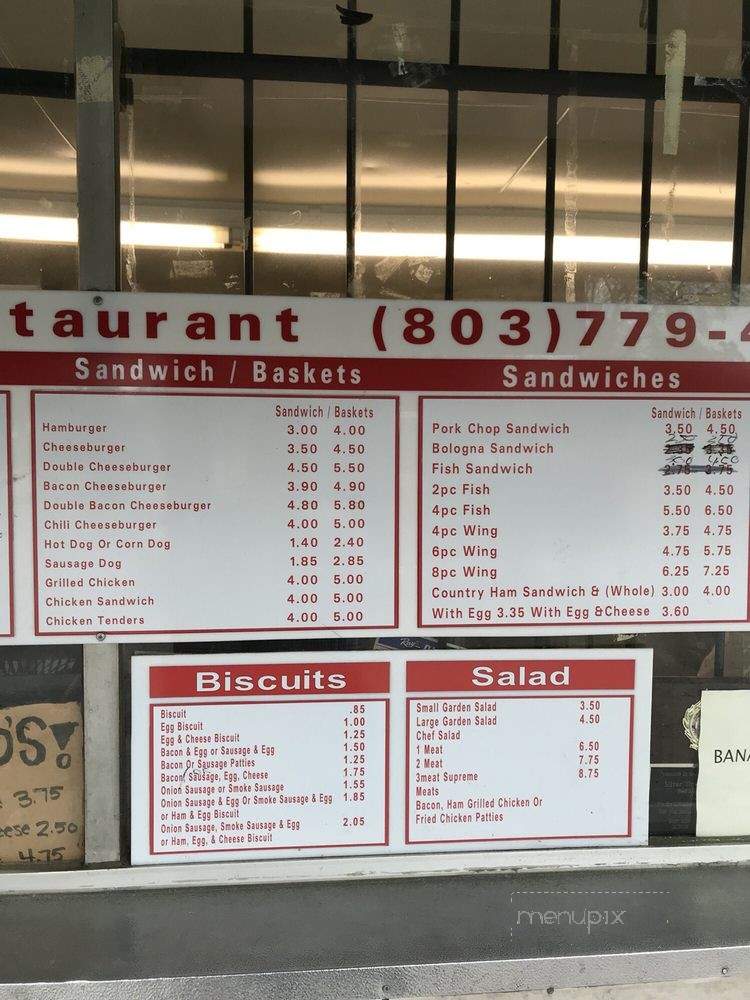 taurant (803)779-
Sandwich / Baskets
Sandwich / Baskets
Hamburger 3.00 4.00
Cheeseburger 3.50 4.50
Double Cheeseburger 4.50 5.50
Bacon Cheeseburger 3.90 4.90
Double Bacon Cheeseburger 4.80 5.80
Chili Cheeseburger 4.00 5.00
Hot Dog Or Corn Dog 1.40 2.40
Sausage Dog 1.85 2.85
Grilled Chicken 4.00 5.00
Chicken Sandwich 4.00 5.00
Chicken Tenders 4.00 5.00
Sandwiches
Sandwich / Baskets
Pork Chop Sandwich 3.50 4.50
Bologna Sandwich 2.35 3.35
Fish Sandwich 2.75 3.75
2pc Fish 3.50 4.50
4pc Fish 5.50 6.50
4pc Wing 3.75 4.75
6pc Wing 4.75 5.75
8pc Wing 6.25 7.25
Country Ham Sandwich & (Whole) 3.00 4.00
With Egg 3.35 With Egg &Cheese 3.60
Biscuits
Biscuit .85
Egg Biscuit 1.00
Egg & Cheese Biscuit 1.25
Bacon & Egg or Sausage & Egg 1.50
Bacon Or Sausage Patties 1.25
Bacon, Sausage, Egg, Cheese 1.75
Onion Sausage or Smoke Sausage 1.55
Onion Sausage & Egg Or Smoke Sausage & Egg 1.85
or Ham & Egg Biscuit
Onion Sausage, Smoke Sausage & Egg 2.05
or Ham, Egg, & Cheese Biscuit
Salad
Small Garden Salad 3.50
Large Garden Salad 4.50
Chef Salad
1 Meat 6.50
2 Meat 7.75
3meat Supreme 8.75
Meats
Bacon, Ham Grilled Chicken Or
Fried Chicken Patties
'S!
3.75
eese 2.50
4.75
BANA
menupix